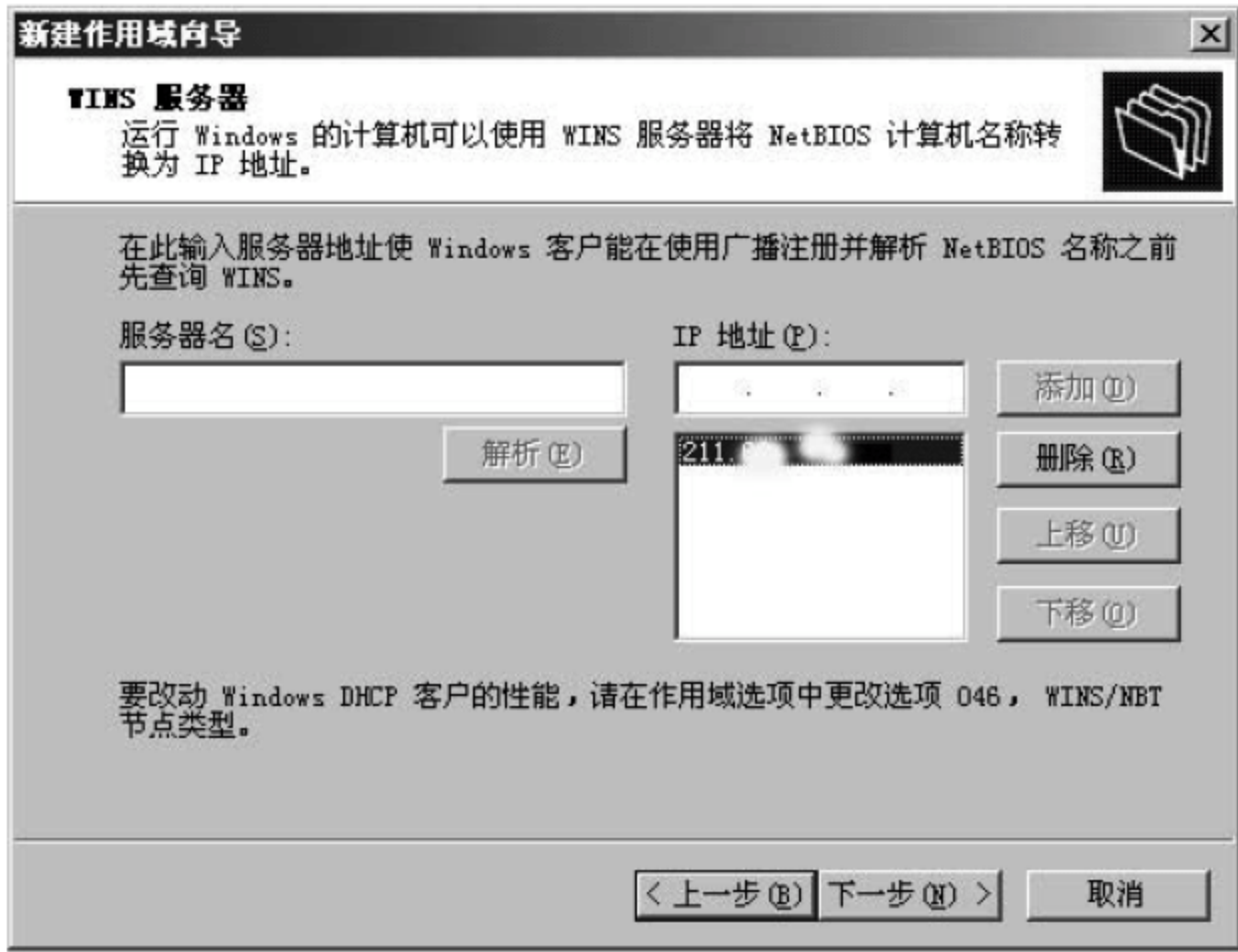 新建作用域向导
WINS 服务器
运行 Windows 的计算机可以使用 WINS 服务器将 NetBIOS 计算机名称转
换为 IP 地址。
在此输入服务器地址使 Windows 客户能在使用广播注册并解析 NetBIOS 名称之前
先查询 WINS。
服务器名(S):
IP 地址(P):
. . .
添加(D)
解析(E)
211.
删除(R)
上移(U)
下移(O)
要改动 Windows DHCP 客户的性能，请在作用域选项中更改选项 046， WINS/NBT
节点类型。
< 上一步(B)
下一步(N) >
取消